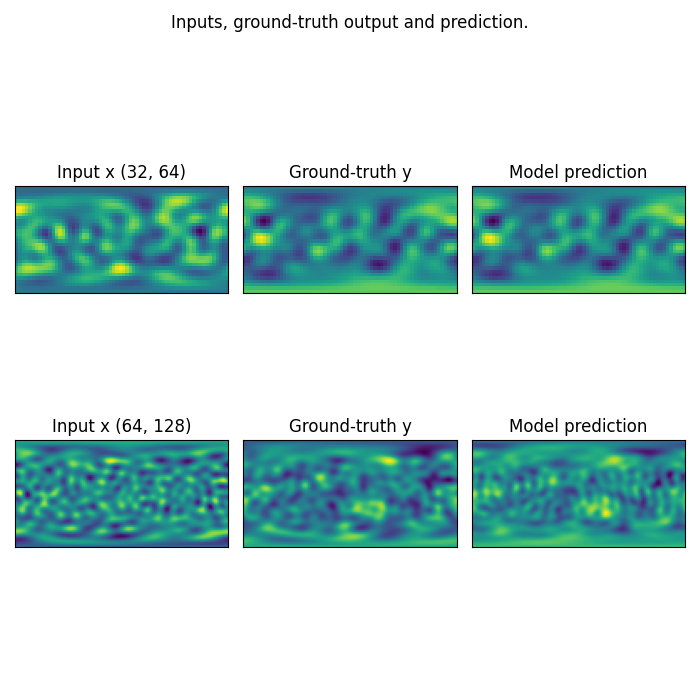 Inputs, ground-truth output and prediction.
Input x (32, 64)
Ground-truth y
Model prediction
Input x (64, 128)
Ground-truth y
Model prediction